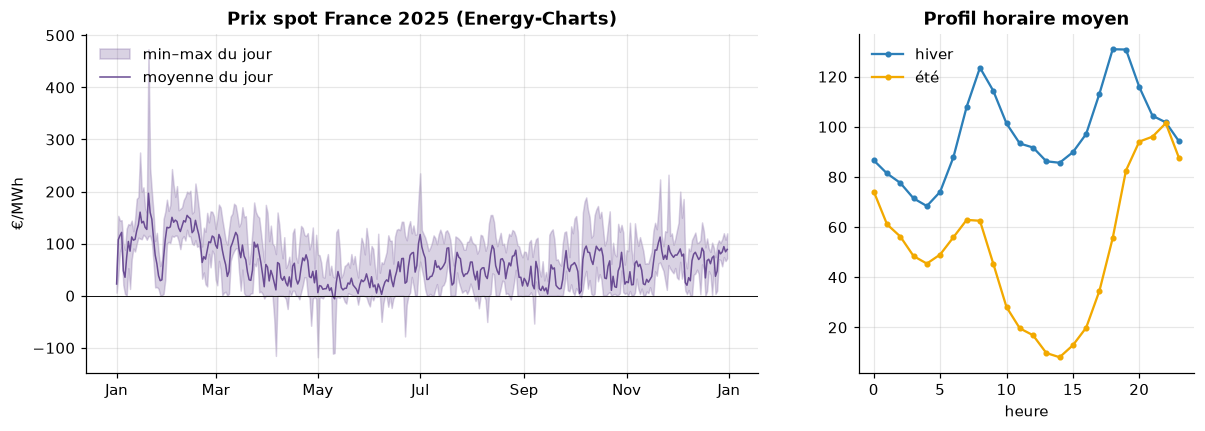 Prix spot France 2025 (Energy-Charts)
€/MWh
500
400
300
200
100
0
−100
min–max du jour
moyenne du jour
Jan
Mar
May
Jul
Sep
Nov
Jan
Profil horaire moyen
120
100
80
60
40
20
hiver
été
0
5
10
15
20
heure